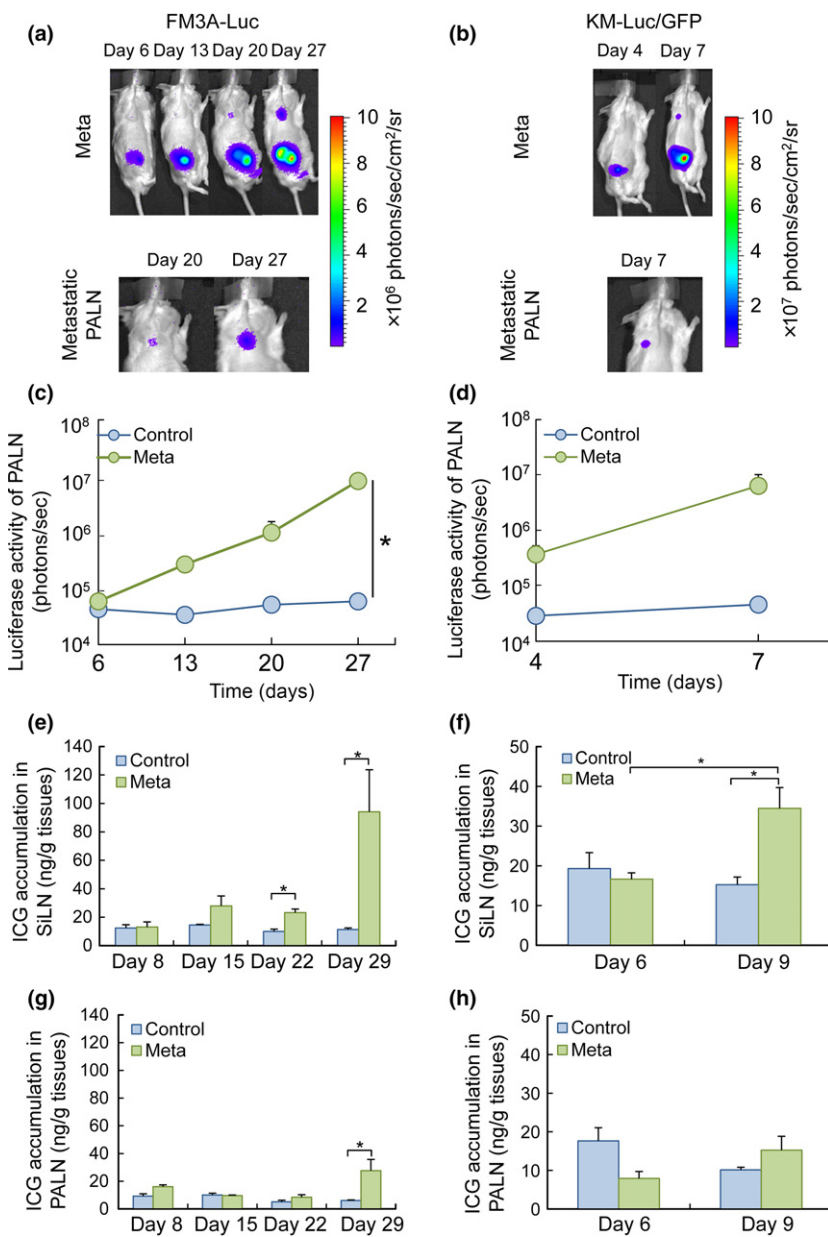 FM3A-Luc
(a)
Day 6 Day 13 Day 20 Day 27
Meta
10
8
6
4
2
×10⁶ photons/sec/cm²/sr
Day 20
Day 27
Metastatic
PALN
KM-Luc/GFP
(b)
Day 4
Day 7
Meta
10
8
6
4
2
×10⁷ photons/sec/cm²/sr
Day 7
Metastatic
PALN
(c)
Luciferase activity of PALN
(photons/sec)
10⁸
10⁷
10⁶
10⁵
10⁴
Control
Meta
*
6
13
20
27
Time (days)
(d)
Luciferase activity of PALN
(photons/sec)
10⁸
10⁷
10⁶
10⁵
10⁴
Control
Meta
4
7
Time (days)
(e)
ICG accumulation in
SiLN (ng/g tissues)
140
120
100
80
60
40
20
0
Control
Meta
*
*
Day 8
Day 15
Day 22
Day 29
(f)
ICG accumulation in
SiLN (ng/g tissues)
50
40
30
20
10
0
Control
Meta
*
*
Day 6
Day 9
(g)
ICG accumulation in
PALN (ng/g tissues)
140
120
100
80
60
40
20
0
Control
Meta
*
Day 8
Day 15
Day 22
Day 29
(h)
ICG accumulation in
PALN (ng/g tissues)
50
40
30
20
10
0
Control
Meta
Day 6
Day 9